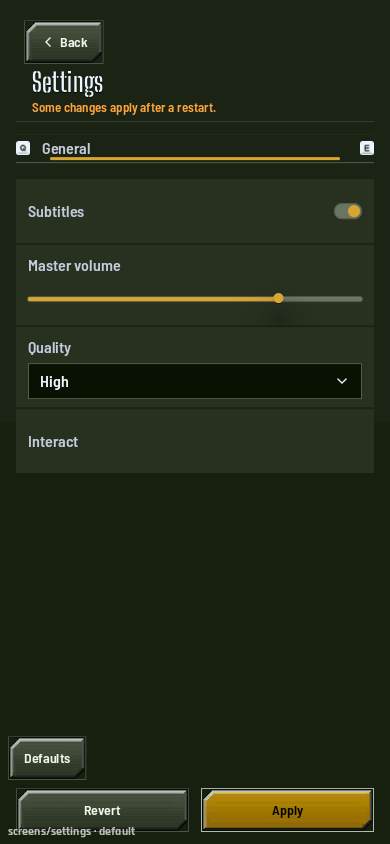 Back
Settings
Some changes apply after a restart.
Q General E
Subtitles
Master volume
Quality
High
Interact
Defaults
Revert Apply
screens/settings · default